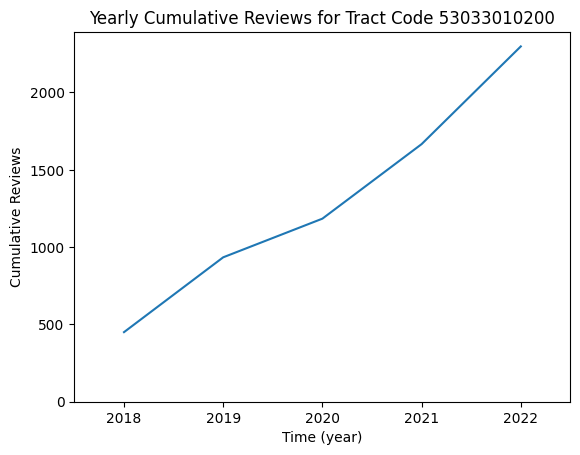 Yearly Cumulative Reviews for Tract Code 53033010200
2000
1500
1000
500
0
Cumulative Reviews
2018 2019 2020 2021 2022
Time (year)